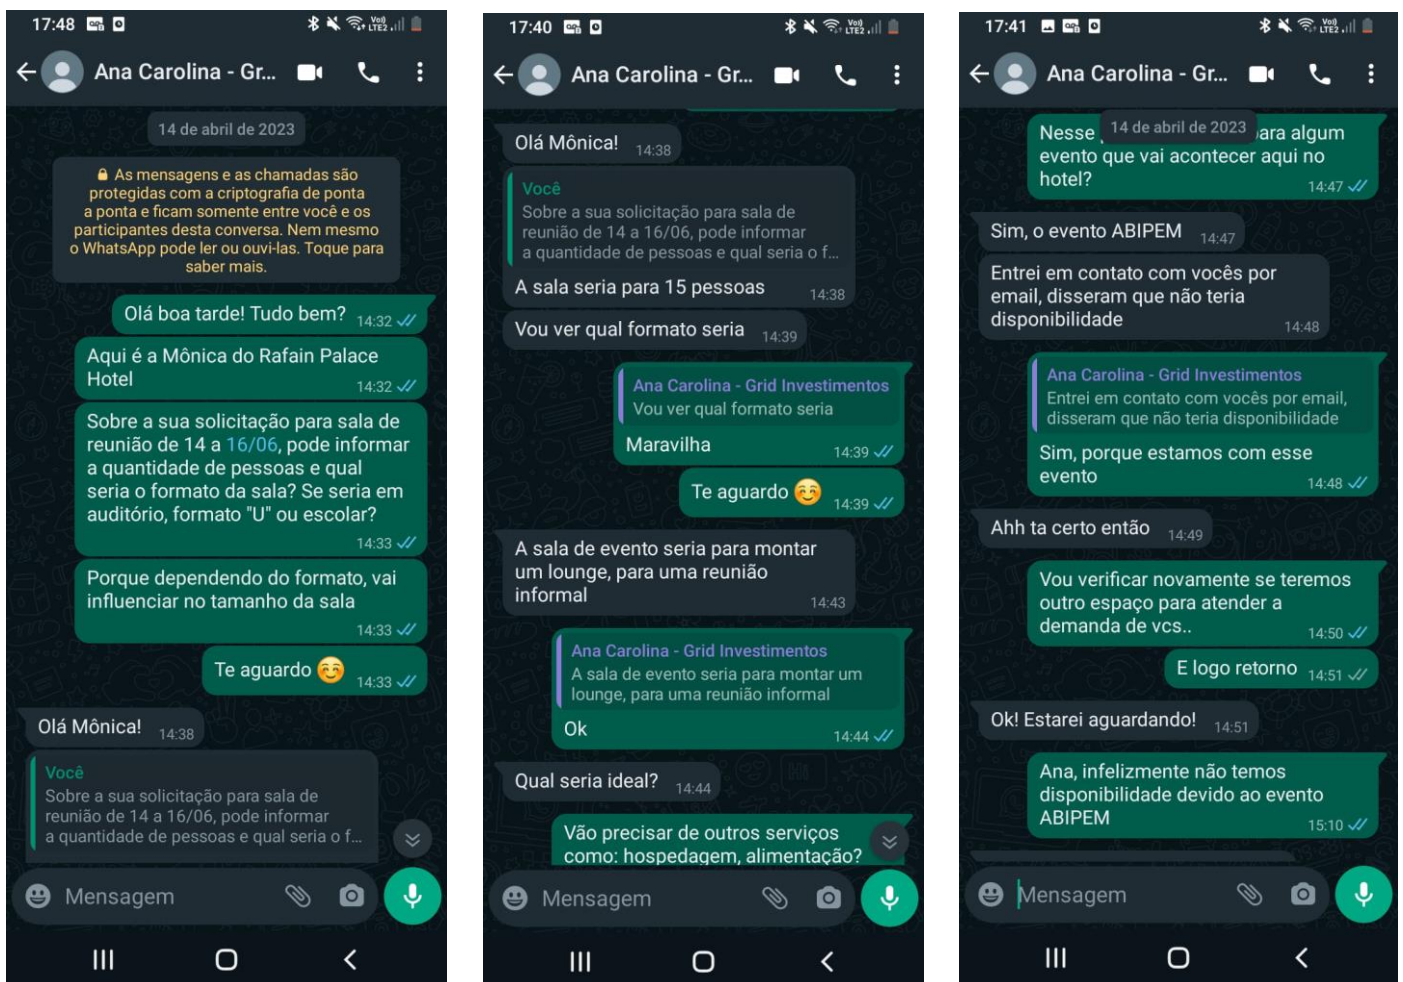 17:48
LTE2
Ana Carolina - Gr...
14 de abril de 2023
As mensagens e as chamadas são
protegidas com a criptografia de ponta
a ponta e ficam somente entre você e os
participantes desta conversa. Nem mesmo
o WhatsApp pode ler ou ouvi-las. Toque para
saber mais.
Olá boa tarde! Tudo bem? 14:32
Aqui é a Mônica do Rafain Palace
Hotel
14:32
Sobre a sua solicitação para sala de
reunião de 14 a 16/06, pode informar
a quantidade de pessoas e qual
seria o formato da sala? Se seria em
auditório, formato "U" ou escolar?
14:33
Porque dependendo do formato, vai
influenciar no tamanho da sala
14:33
Te aguardo 😊 14:33
Olá Mônica! 14:38
Você
Sobre a sua solicitação para sala de
reunião de 14 a 16/06, pode informar
a quantidade de pessoas e qual seria o f...
Mensagem
17:40
LTE2
Ana Carolina - Gr...
Olá Mônica! 14:38
Você
Sobre a sua solicitação para sala de
reunião de 14 a 16/06, pode informar
a quantidade de pessoas e qual seria o f...
A sala seria para 15 pessoas 14:38
Vou ver qual formato seria 14:39
Ana Carolina - Grid Investimentos
Vou ver qual formato seria
Maravilha 14:39
Te aguardo 😊 14:39
A sala de evento seria para montar
um lounge, para uma reunião
informal 14:43
Ana Carolina - Grid Investimentos
A sala de evento seria para montar um
lounge, para uma reunião informal
Ok 14:44
Qual seria ideal? 14:44
Vão precisar de outros serviços
como: hospedagem, alimentação?
Mensagem
17:41
LTE2
Ana Carolina - Gr...
14 de abril de 2023
Nesse para algum
evento que vai acontecer aqui no
hotel? 14:47
Sim, o evento ABIPEM 14:47
Entrei em contato com vocês por
email, disseram que não teria
disponibilidade 14:48
Ana Carolina - Grid Investimentos
Entrei em contato com vocês por email,
disseram que não teria disponibilidade
Sim, porque estamos com esse
evento 14:48
Ahh ta certo então 14:49
Vou verificar novamente se teremos
outro espaço para atender a
demanda de vcs.. 14:50
E logo retorno 14:51
Ok! Estarei aguardando! 14:51
Ana, infelizmente não temos
disponibilidade devido ao evento
ABIPEM 15:10
Mensagem